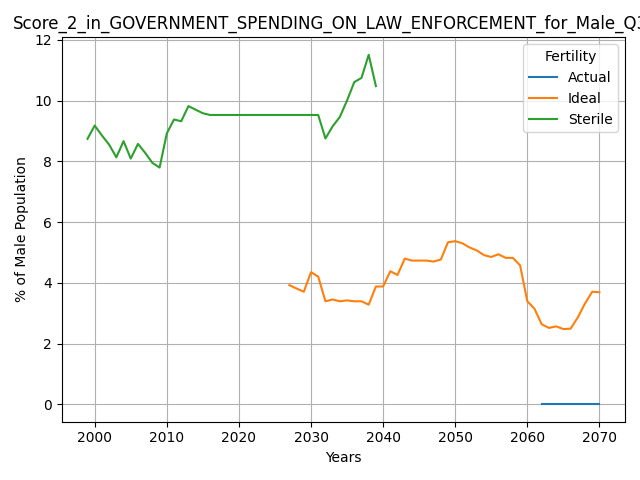 Score_2_in_GOVERNMENT_SPENDING_ON_LAW_ENFORCEMENT_for_Male_Q3
12
10
8
6
4
2
0
% of Male Population
Fertility
Actual
Ideal
Sterile
2000 2010 2020 2030 2040 2050 2060 2070
Years